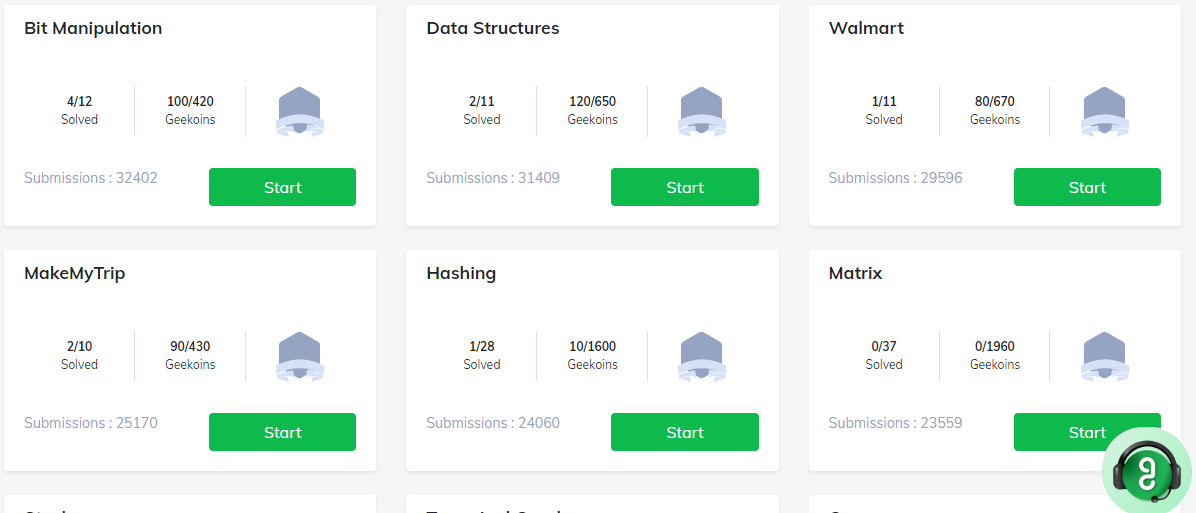 Bit Manipulation
4/12
Solved
100/420
Geekoins
Submissions : 32402
Start
Data Structures
2/11
Solved
120/650
Geekoins
Submissions : 31409
Start
Walmart
1/11
Solved
80/670
Geekoins
Submissions : 29596
Start
MakeMyTrip
2/10
Solved
90/430
Geekoins
Submissions : 25170
Start
Hashing
1/28
Solved
10/1600
Geekoins
Submissions : 24060
Start
Matrix
0/37
Solved
0/1960
Geekoins
Submissions : 23559
Start